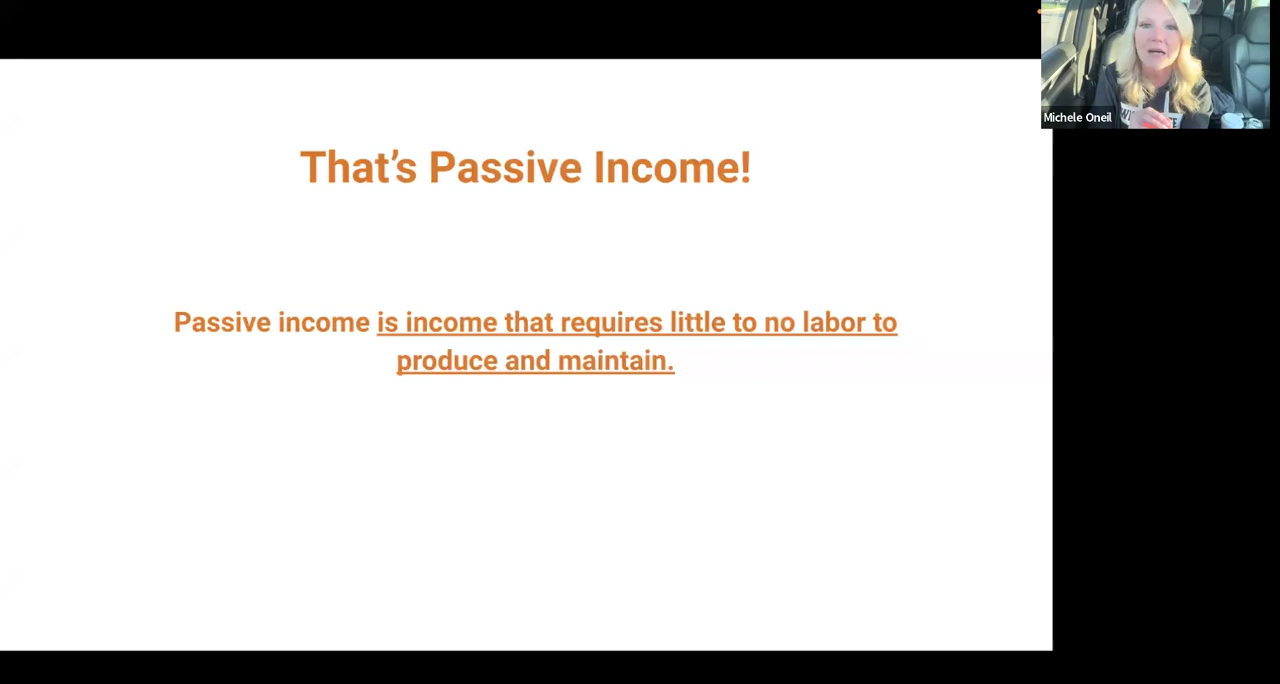 That's Passive Income!
Passive income is income that requires little to no labor to
produce and maintain.
Michele Oneil